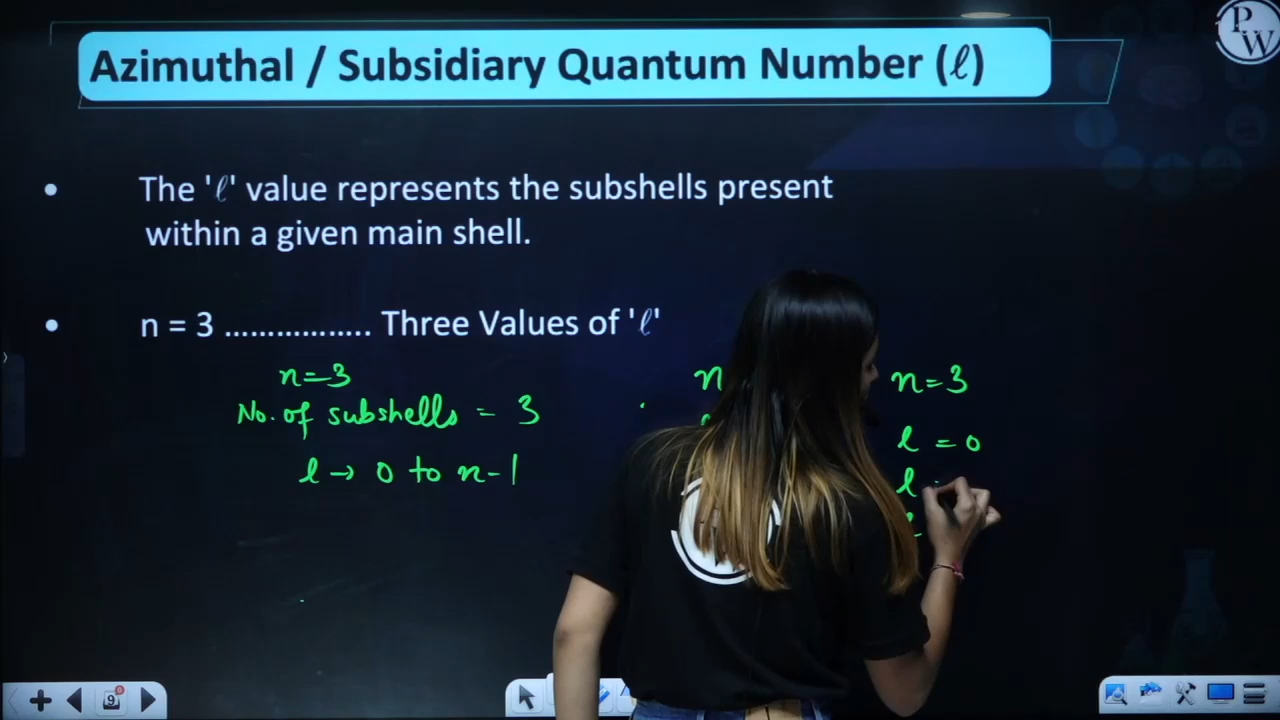 Azimuthal / Subsidiary Quantum Number (ℓ)
PW
• The 'ℓ' value represents the subshells present
within a given main shell.
• n = 3 ................. Three Values of 'ℓ'
n=3
No. of subshells = 3
l → 0 to n-1
n
n=3
l = 0
l
l
9